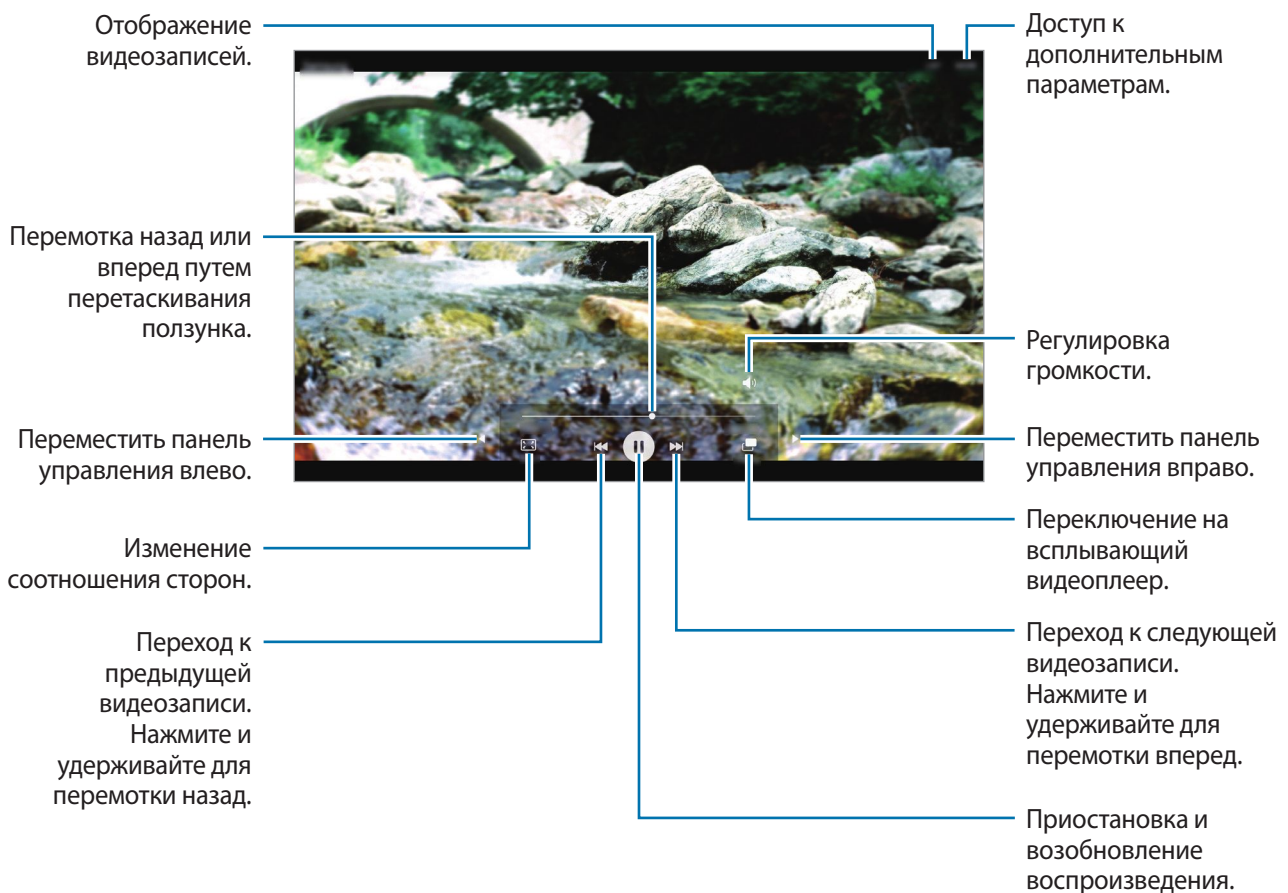 Отображение
видеозаписей.
Перемотка назад или
вперед путем
перетаскивания
ползунка.
Переместить панель
управления влево.
Изменение
соотношения сторон.
Переход к
предыдущей
видеозаписи.
Нажмите и
удерживайте для
перемотки назад.
Доступ к
дополнительным
параметрам.
Регулировка
громкости.
Переместить панель
управления вправо.
Переключение на
всплывающий
видеоплеер.
Переход к следующей
видеозаписи.
Нажмите и
удерживайте для
перемотки вперед.
Приостановка и
возобновление
воспроизведения.